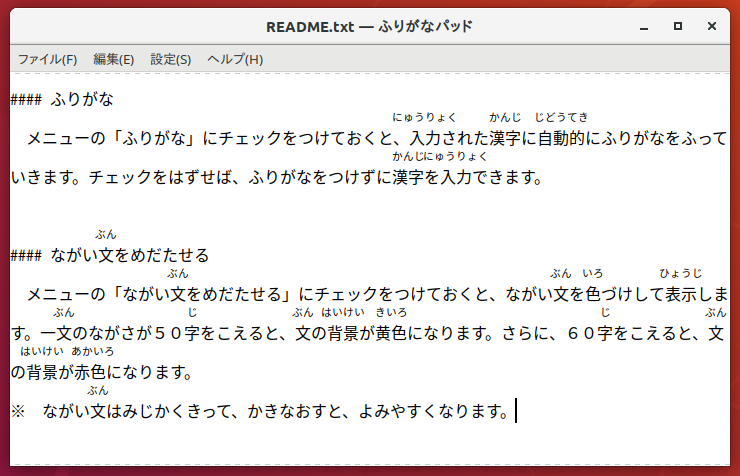 README.txt — ふりがなパッド
ファイル(F) 編集(E) 設定(S) ヘルプ(H)
#### ふりがな
にゅうりょく かんじ じどうてき
　メニューの「ふりがな」にチェックをつけておくと、入力された漢字に自動的にふりがなをふって
かんじ にゅうりょく
いきます。チェックをはずせば、ふりがなをつけずに漢字を入力できます。
ぶん
#### ながい文をめだたせる
ぶん ぶん いろ ひょうじ
　メニューの「ながい文をめだたせる」にチェックをつけておくと、ながい文を色づけして表示しま
ぶん じ ぶん はいけい きいろ じ ぶん
す。一文のながさが５０字をこえると、文の背景が黄色になります。さらに、６０字をこえると、文
はいけい あかいろ
の背景が赤色になります。
ぶん
※　ながい文はみじかくきって、かきなおすと、よみやすくなります。